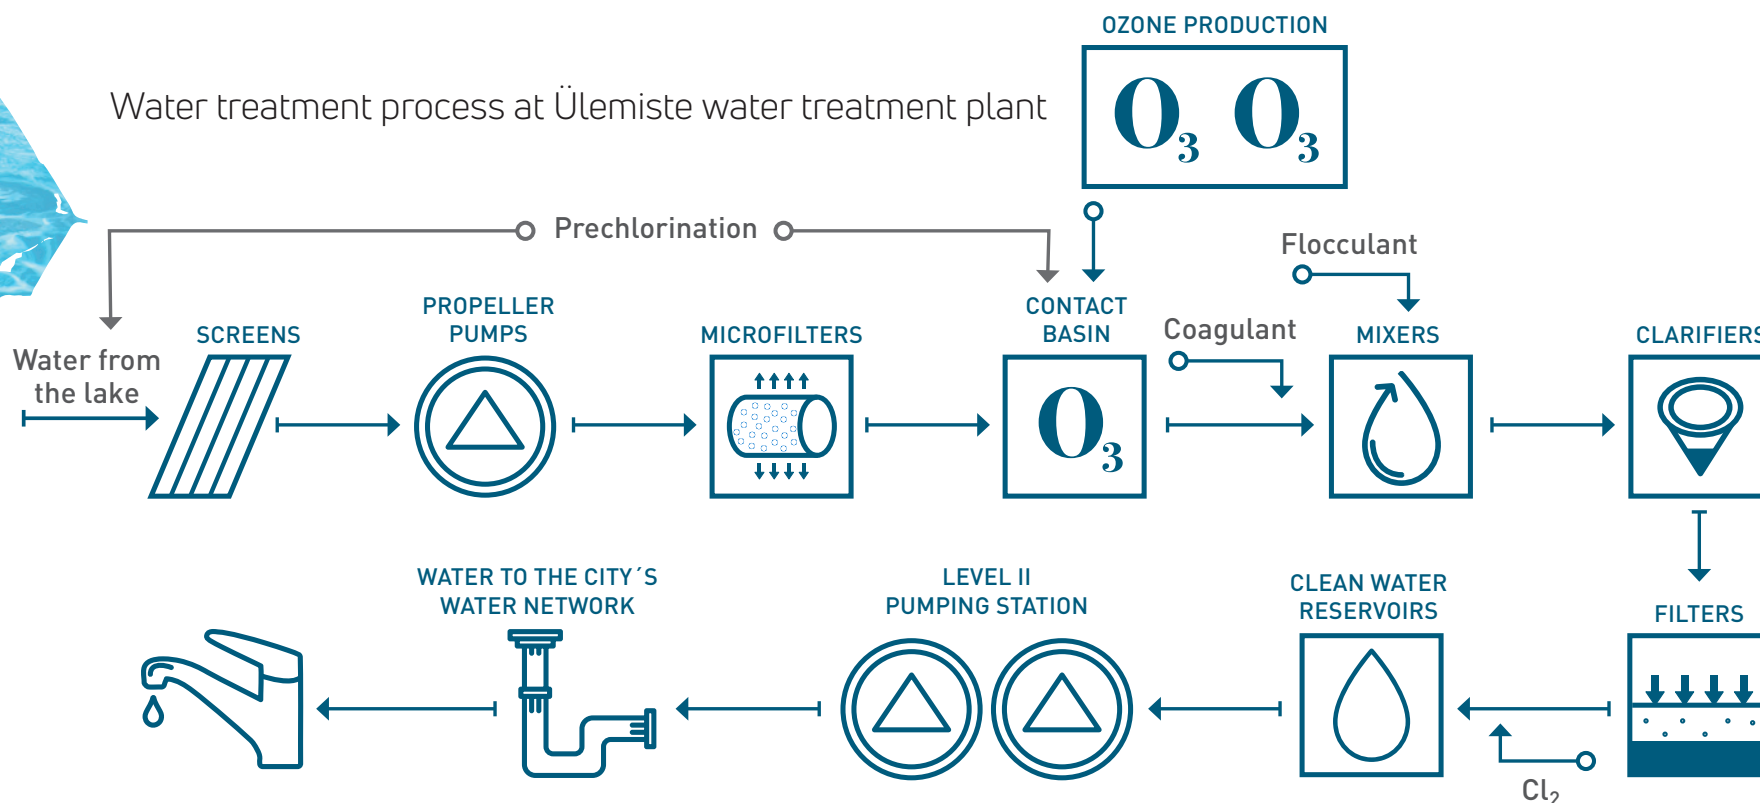 OZONE PRODUCTION
O3 O3
Water treatment process at Ülemiste water treatment plant
Prechlorination
Flocculant
PROPELLER
PUMPS
CONTACT
BASIN
SCREENS
MICROFILTERS
Coagulant
MIXERS
CLARIFIERS
Water from
the lake
O3
WATER TO THE CITY´S
WATER NETWORK
LEVEL II
PUMPING STATION
CLEAN WATER
RESERVOIRS
FILTERS
Cl2